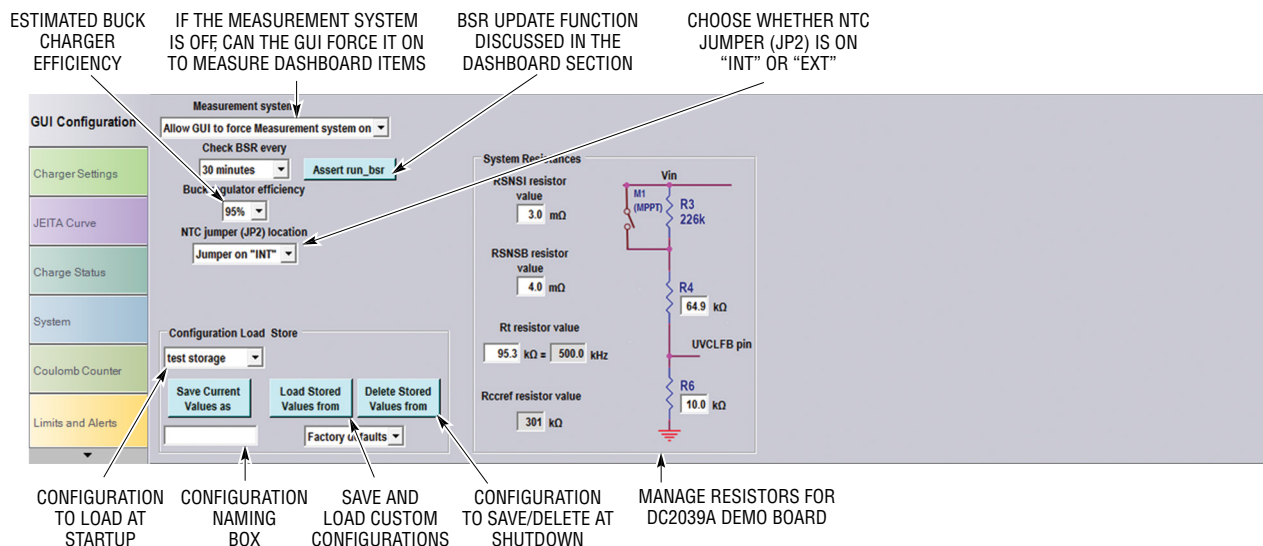 ESTIMATED BUCK
CHARGER
EFFICIENCY
IF THE MEASUREMENT SYSTEM
IS OFF, CAN THE GUI FORCE IT ON
TO MEASURE DASHBOARD ITEMS
BSR UPDATE FUNCTION
DISCUSSED IN THE
DASHBOARD SECTION
CHOOSE WHETHER NTC
JUMPER (JP2) IS ON
“INT” OR “EXT”
GUI Configuration
Charger Settings
JEITA Curve
Charge Status
System
Coulomb Counter
Limits and Alerts
Measurement system
Allow GUI to force Measurement system on
Check BSR every
30 minutes
Assert run_bsr
Buck regulator efficiency
95%
NTC jumper (JP2) location
Jumper on "INT"
Configuration Load Store
test storage
Save Current
Values as
Load Stored
Values from
Delete Stored
Values from
Factory defaults
System Resistances
RSNSI resistor
value
3.0 mΩ
RSNSB resistor
value
4.0 mΩ
Rt resistor value
95.3 kΩ = 500.0 kHz
Rccref resistor value
301 kΩ
Vin
M1
(MPPT)
R3
226k
R4
64.9 kΩ
UVCLFB pin
R6
10.0 kΩ
CONFIGURATION
TO LOAD AT
STARTUP
CONFIGURATION
NAMING
BOX
SAVE AND
LOAD CUSTOM
CONFIGURATIONS
CONFIGURATION
TO SAVE/DELETE AT
SHUTDOWN
MANAGE RESISTORS FOR
DC2039A DEMO BOARD